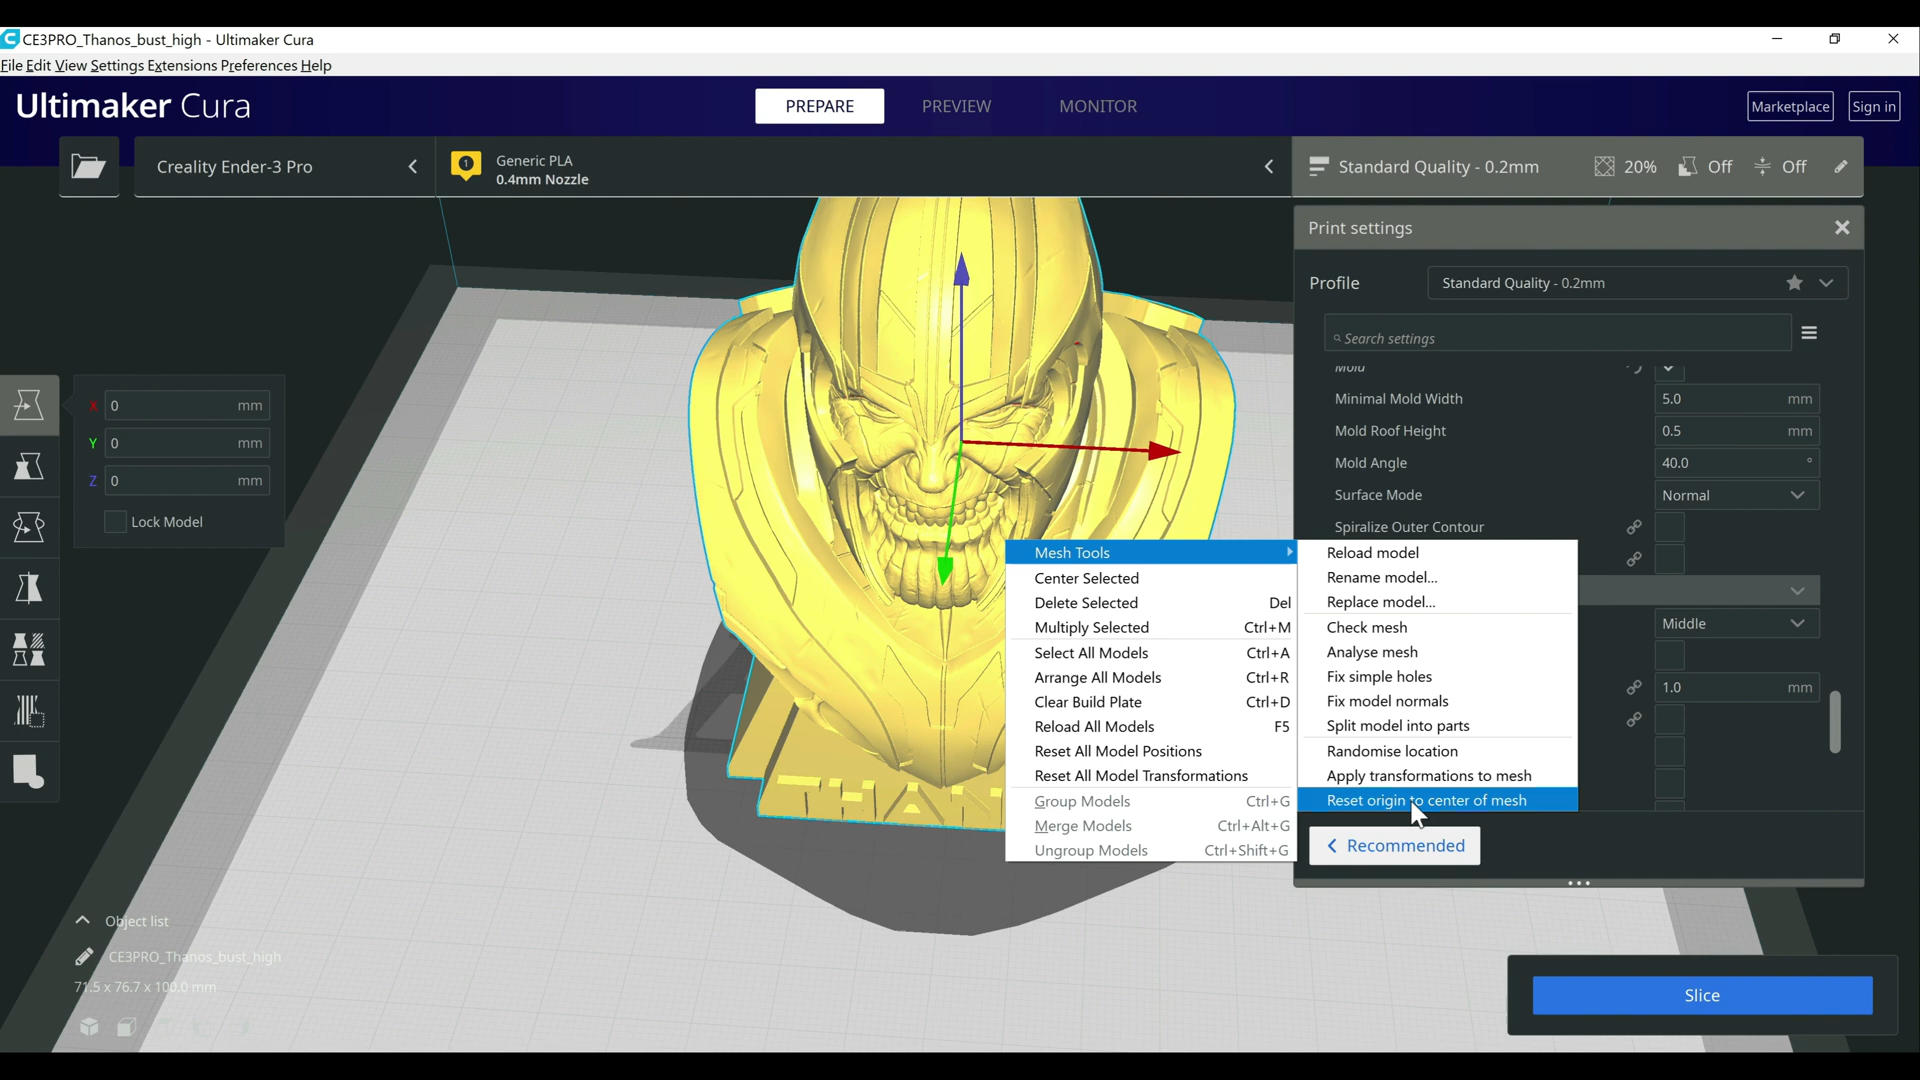 CE3PRO_Thanos_bust_high - Ultimaker Cura
File Edit View Settings Extensions Preferences Help
Ultimaker Cura
PREPARE
PREVIEW
MONITOR
Marketplace
Sign in
Creality Ender-3 Pro
1
Generic PLA
0.4mm Nozzle
Standard Quality - 0.2mm
20%
Off
Off
Print settings
Profile
Standard Quality - 0.2mm
Search settings
Mold
Minimal Mold Width 5.0 mm
Mold Roof Height 0.5 mm
Mold Angle 40.0 °
Surface Mode Normal
Spiralize Outer Contour
Middle
1.0 mm
X 0 mm
Y 0 mm
Z 0 mm
Lock Model
Mesh Tools
Center Selected
Delete Selected Del
Multiply Selected Ctrl+M
Select All Models Ctrl+A
Arrange All Models Ctrl+R
Clear Build Plate Ctrl+D
Reload All Models F5
Reset All Model Positions
Reset All Model Transformations
Group Models Ctrl+G
Merge Models Ctrl+Alt+G
Ungroup Models Ctrl+Shift+G
Reload model
Rename model...
Replace model...
Check mesh
Analyse mesh
Fix simple holes
Fix model normals
Split model into parts
Randomise location
Apply transformations to mesh
Reset origin to center of mesh
THAN
Recommended
Object list
CE3PRO_Thanos_bust_high
71.5 x 76.7 x 100.0 mm
Slice